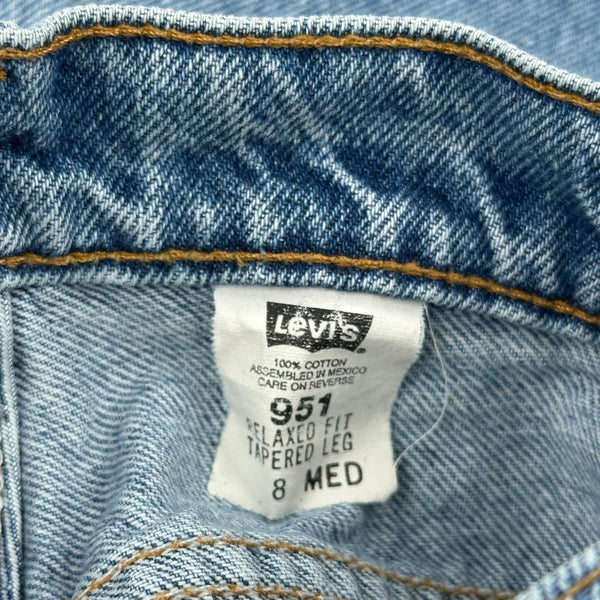 Levi's
100% COTTON
ASSEMBLED IN MEXICO
CARE ON REVERSE
951
RELAXED FIT
TAPERED LEG
8 MED